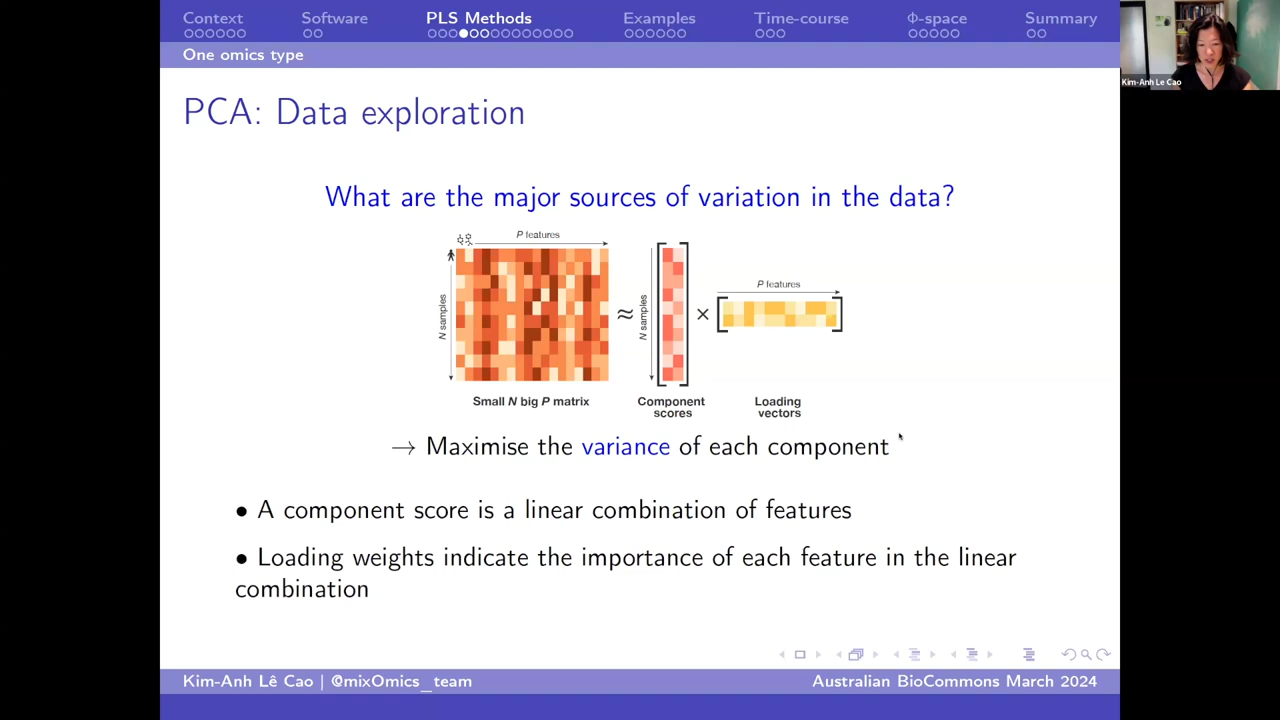 Context Software PLS Methods Examples Time-course Φ-space Summary
One omics type
Kim-Anh Le Cao
PCA: Data exploration
What are the major sources of variation in the data?
P features
N samples
≈
N samples
×
P features
Small N big P matrix
Component
scores
Loading
vectors
→ Maximise the variance of each component
• A component score is a linear combination of features
• Loading weights indicate the importance of each feature in the linear
combination
Kim-Anh Lê Cao | @mixOmics_team Australian BioCommons March 2024